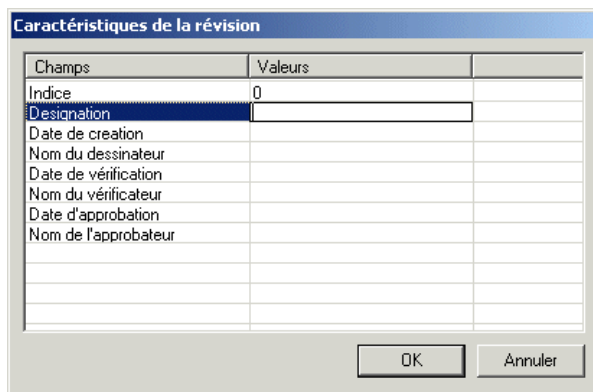 Caractéristiques de la révision
Champs Valeurs
Indice 0
Designation
Date de creation
Nom du dessinateur
Date de vérification
Nom du vérificateur
Date d'approbation
Nom de l'approbateur
OK Annuler